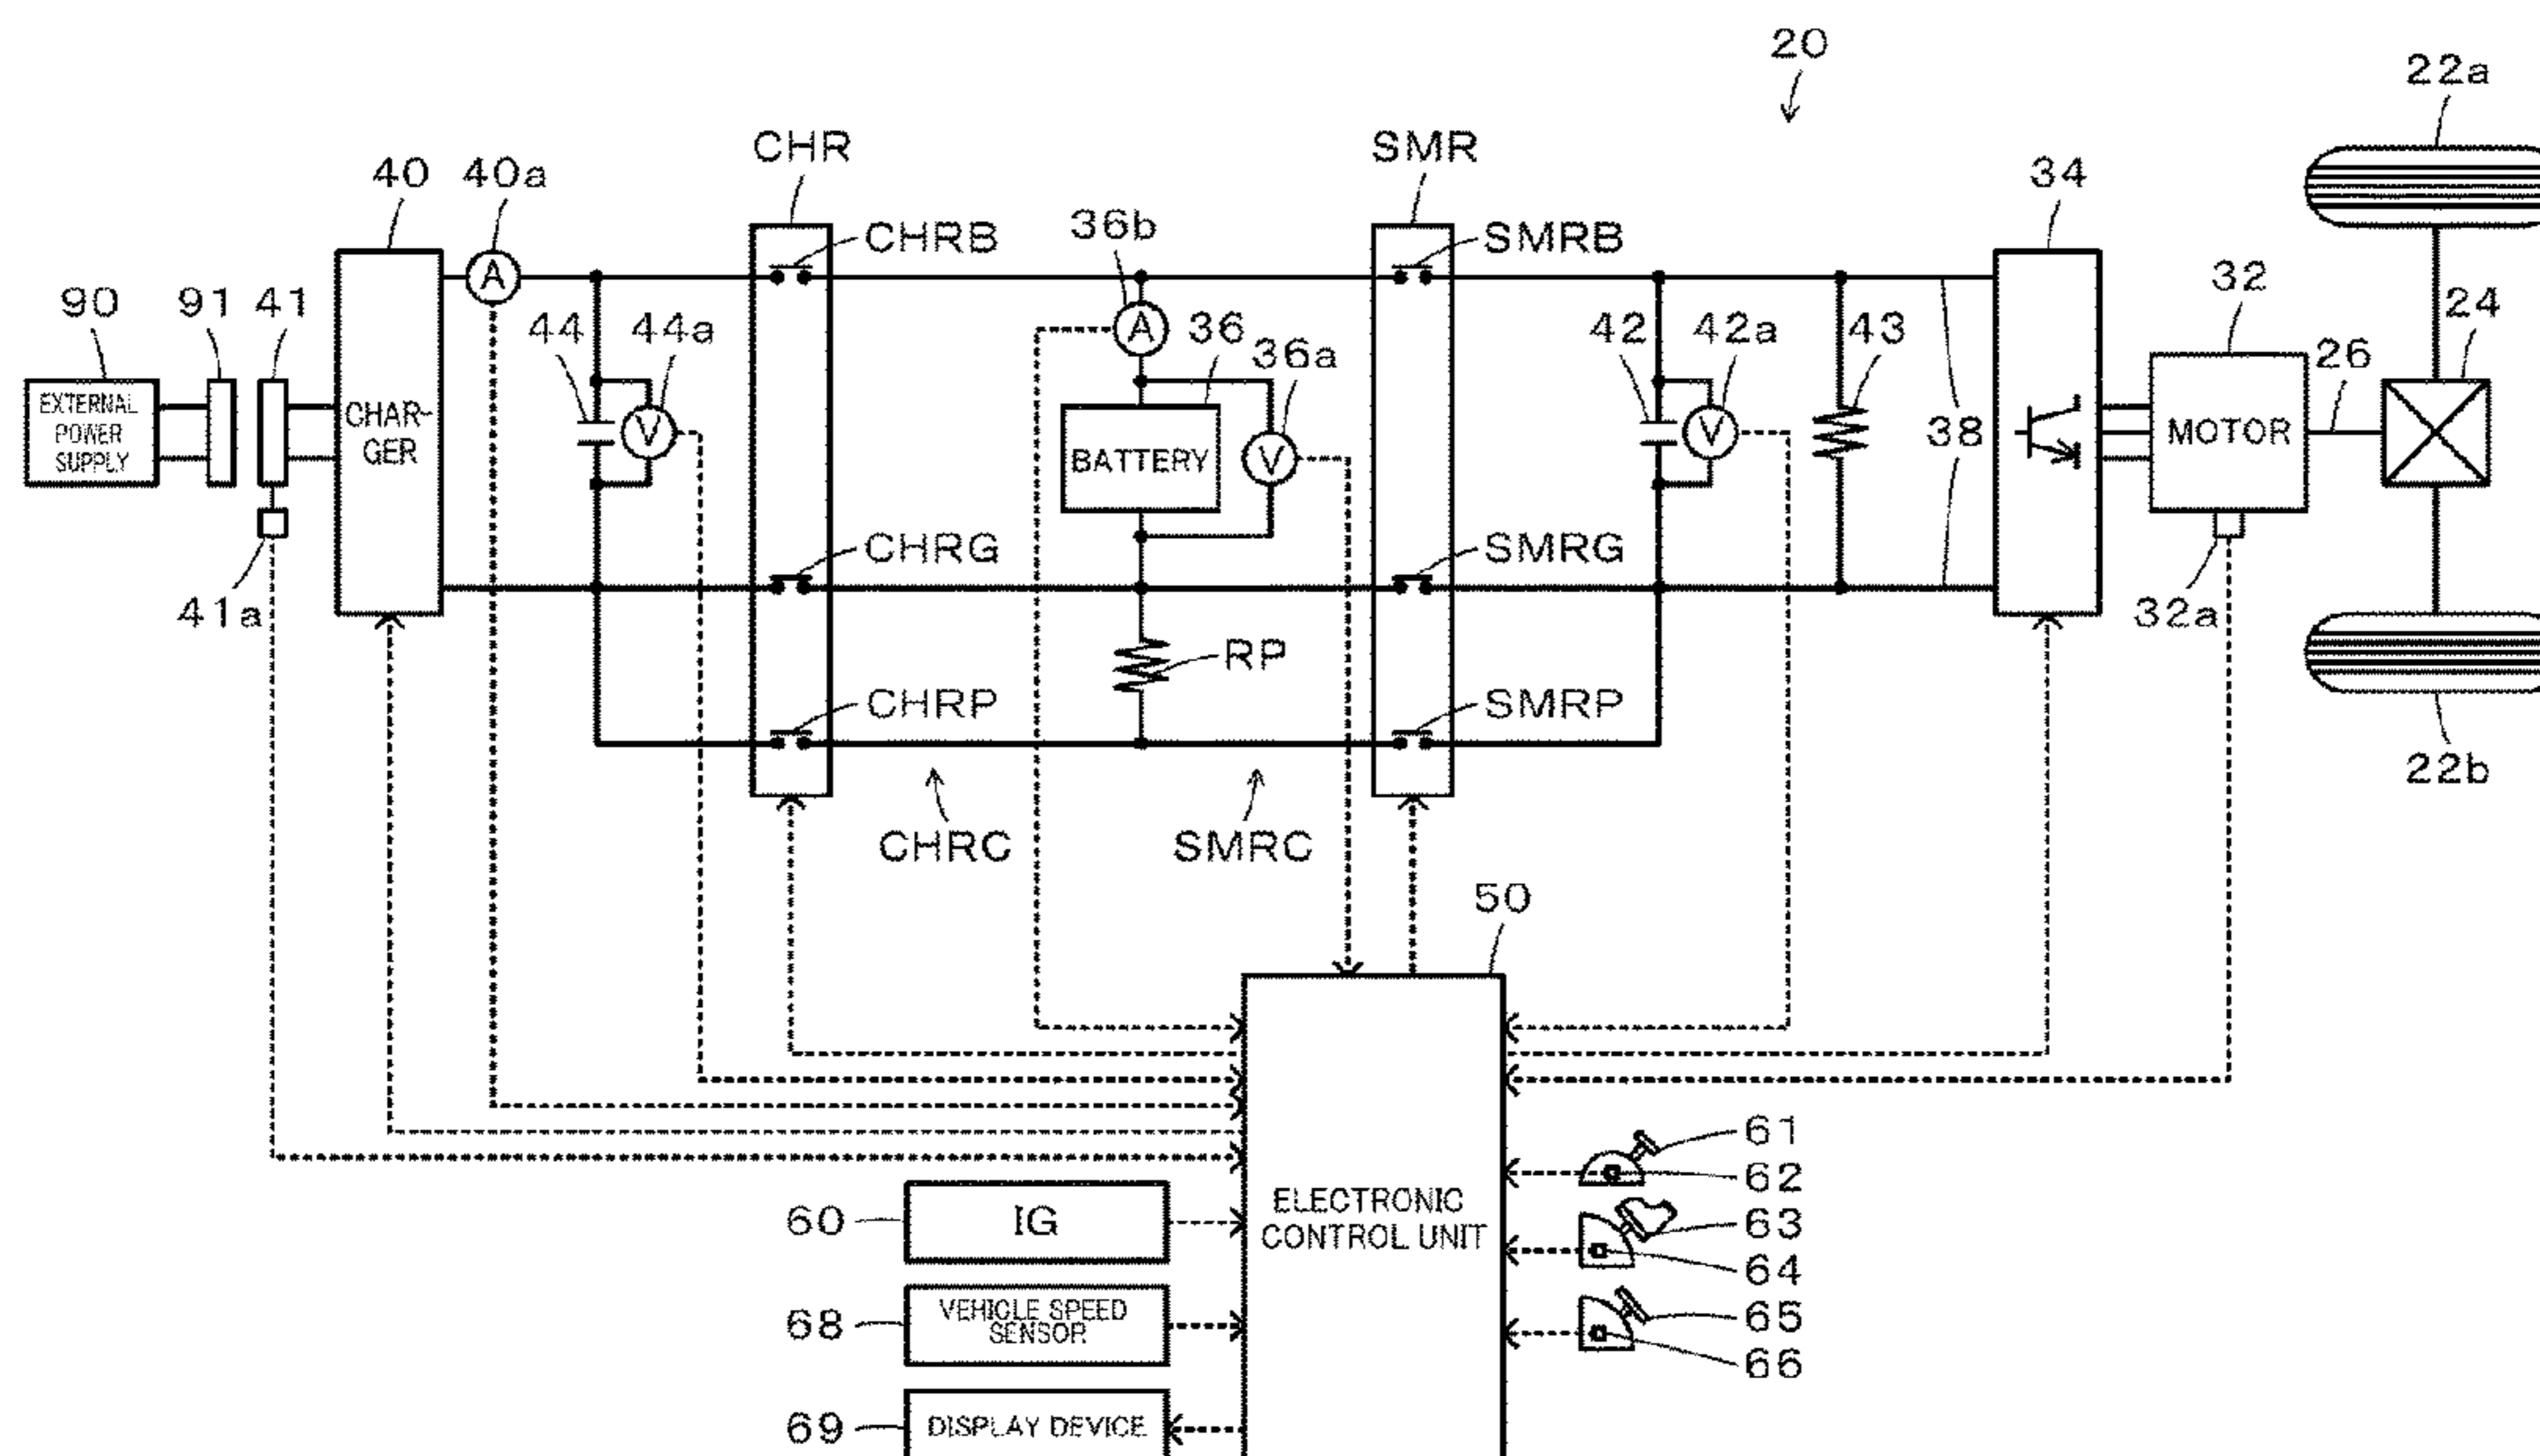 20
22a
CHR
SMR
40
40a
34
36b
CHRB
SMRB
A
32
90
91
41
44
44a
A
36
36a
42
42a
43
26
24
EXTERNAL
POWER
SUPPLY
CHAR-
GER
V
BATTERY
V
V
38
MOTOR
CHRG
SMRG
41a
32a
RP
CHRP
SMRP
22b
CHRC
SMRC
50
61
62
60
IG
ELECTRONIC
CONTROL UNIT
63
64
68
VEHICLE SPEED
SENSOR
65
66
69
DISPLAY DEVICE